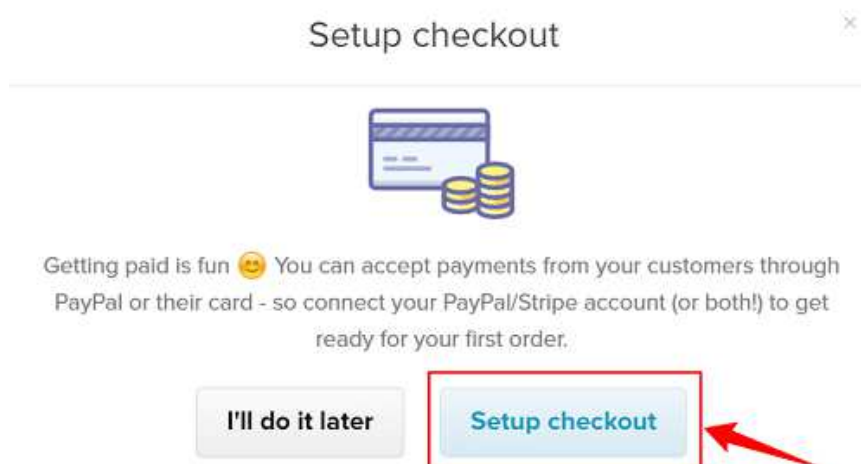 Setup checkout
×
Getting paid is fun 😊 You can accept payments from your customers through
PayPal or their card - so connect your PayPal/Stripe account (or both!) to get
ready for your first order.
I'll do it later
Setup checkout